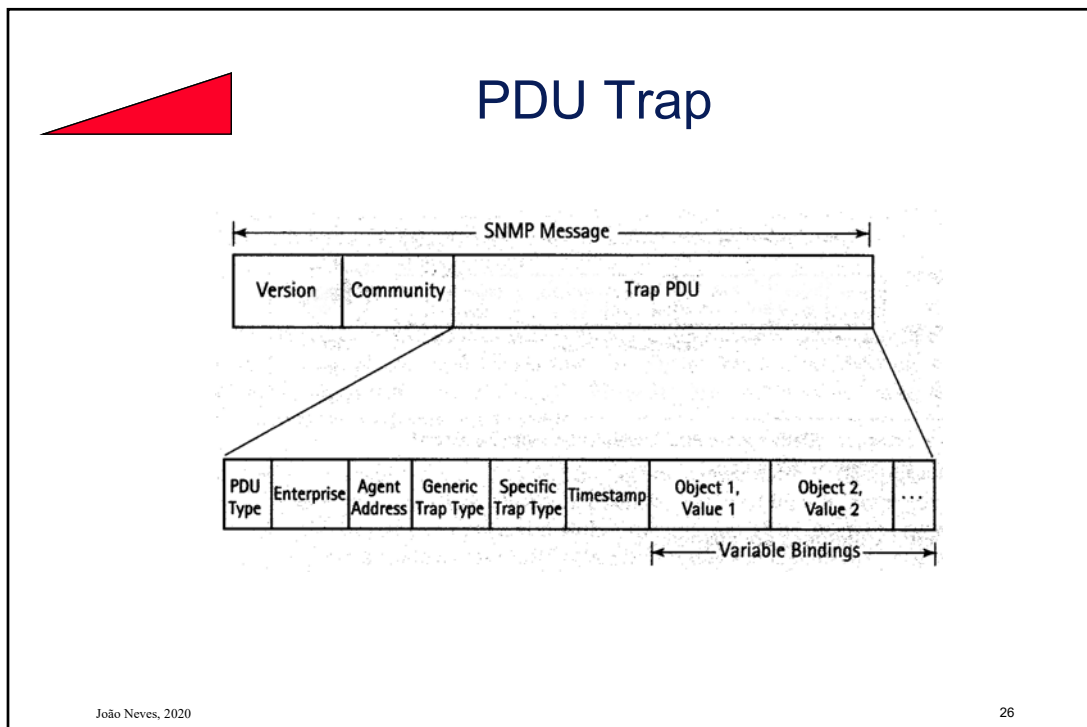 PDU Trap
SNMP Message
Version Community Trap PDU
PDU Type Enterprise Agent Address Generic Trap Type Specific Trap Type Timestamp Object 1, Value 1 Object 2, Value 2 ...
Variable Bindings
João Neves, 2020 26